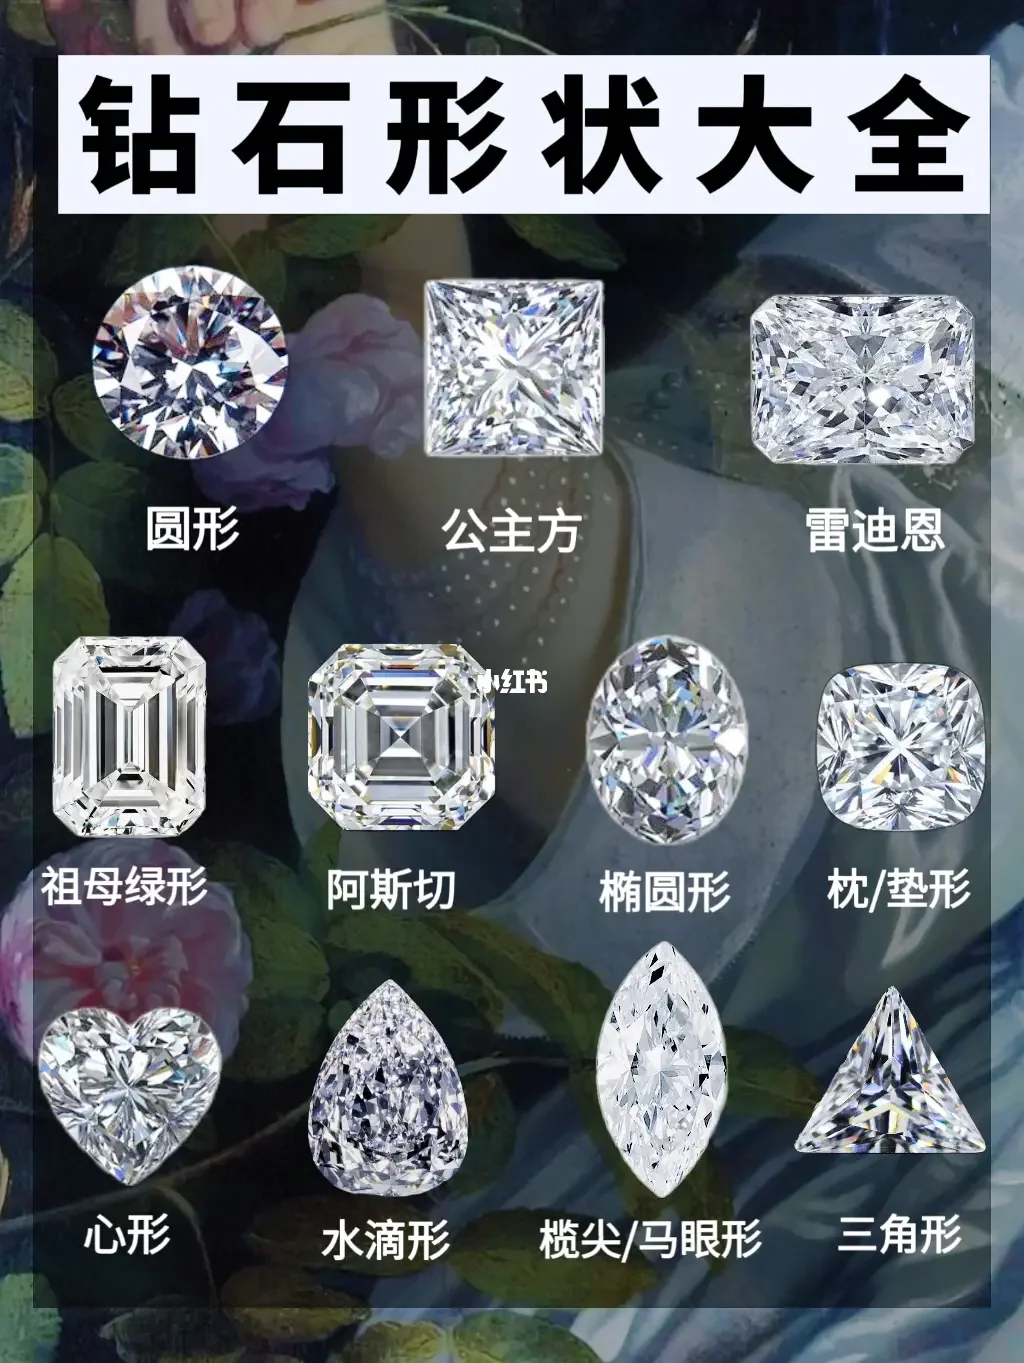 钻石形状大全
圆形
公主方
雷迪恩
小红书
祖母绿形
阿斯切
椭圆形
枕/垫形
心形
水滴形
榄尖/马眼形
三角形